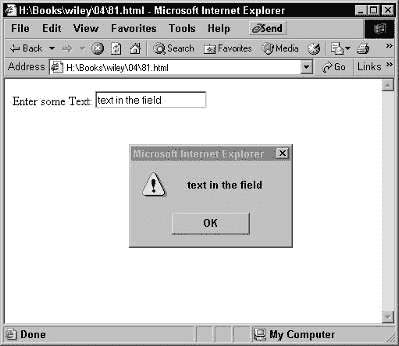 H:\Books\wiley\04\81.html - Microsoft Internet Explorer
File Edit View Favorites Tools Help Send
Back Search Favorites Media
Address H:\Books\wiley\04\81.html Go Links
Enter some Text: text in the field
Microsoft Internet Explorer
text in the field
OK
Done My Computer